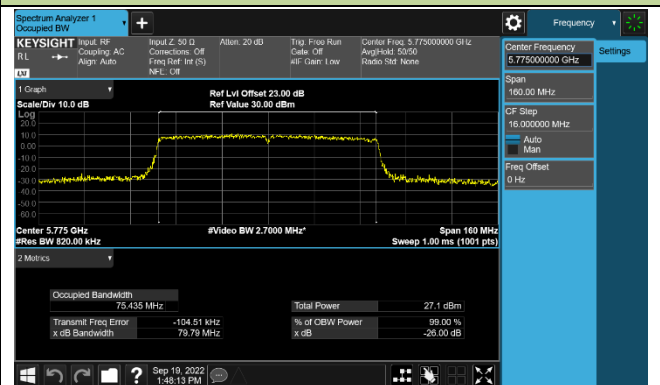 Spectrum Analyzer 1
Occupied BW
+
Frequency
KEYSIGHT
Input: RF
Coupling: AC
Align: Auto
Input Z: 50 Ω
Corrections: Off
Freq Ref: Int (S)
NFE: Off
Atten: 20 dB
Trig: Free Run
Gate: Off
#IF Gain: Low
Center Freq: 5.775000000 GHz
Avg|Hold: 50/50
Radio Std: None
RL
LXI
Center Frequency
5.775000000 GHz
Settings
Span
160.00 MHz
CF Step
16.000000 MHz
Auto
Man
Freq Offset
0 Hz
1 Graph
Scale/Div 10.0 dB
Ref Lvl Offset 23.00 dB
Ref Value 30.00 dBm
Log
20.0
10.0
0.00
-10.0
-20.0
-30.0
-40.0
-50.0
-60.0
Center 5.775 GHz
#Res BW 820.00 kHz
#Video BW 2.7000 MHz*
Span 160 MHz
Sweep 1.00 ms (1001 pts)
2 Metrics
Occupied Bandwidth
75.435 MHz
Total Power 27.1 dBm
Transmit Freq Error -104.51 kHz
% of OBW Power 99.00 %
x dB Bandwidth 79.79 MHz
x dB -26.00 dB
?
Sep 19, 2022
1:48:13 PM